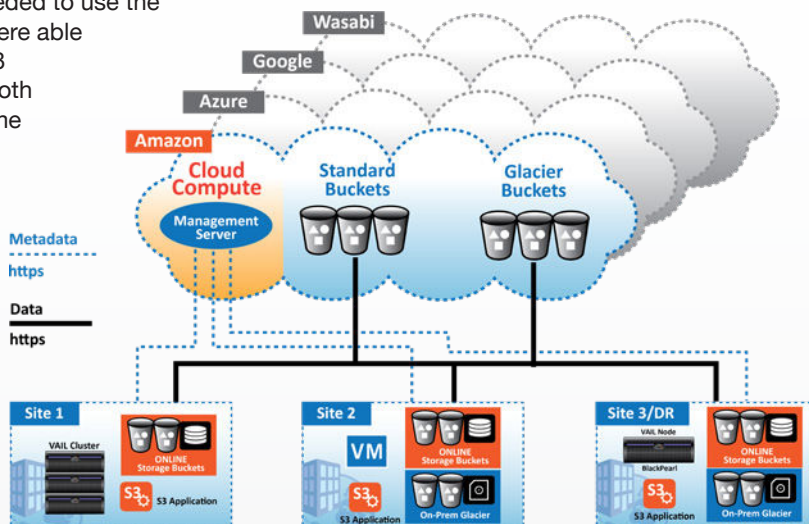 eded to use the
ere able
3
oth
ne
Wasabi
Google
Azure
Amazon
Cloud
Compute
Management
Server
Standard
Buckets
Glacier
Buckets
Metadata
https
Data
https
Site 1
VAIL Cluster
ONLINE
Storage Buckets
S3
S3 Application
Site 2
VM
ONLINE
Storage Buckets
S3
S3 Application
On-Prem Glacier
Site 3/DR
VAIL Node
BlackPearl
ONLINE
Storage Buckets
S3
S3 Application
On-Prem Glacier